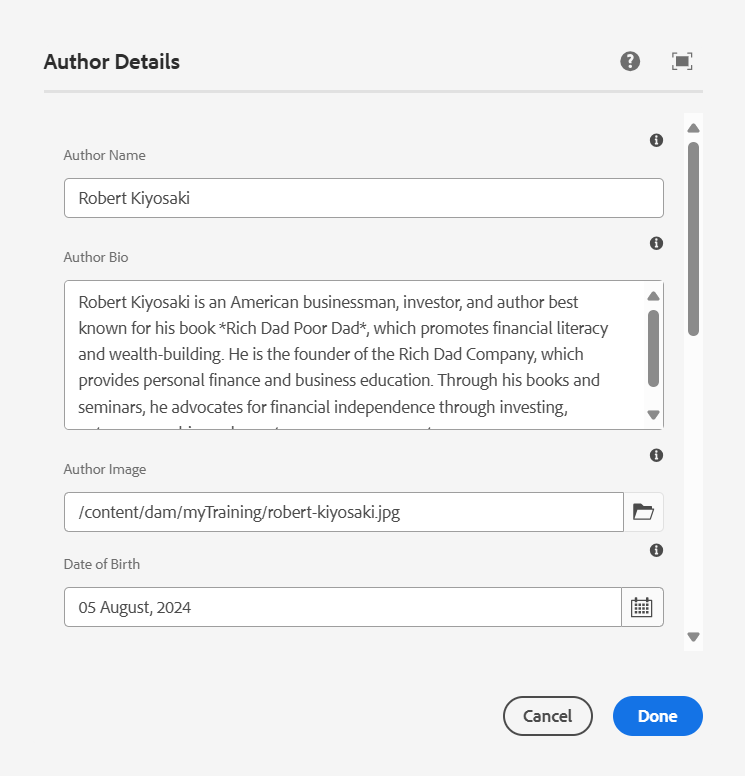 Author Details
Author Name
Robert Kiyosaki
Author Bio
Robert Kiyosaki is an American businessman, investor, and author best
known for his book *Rich Dad Poor Dad*, which promotes financial literacy
and wealth-building. He is the founder of the Rich Dad Company, which
provides personal finance and business education. Through his books and
seminars, he advocates for financial independence through investing,
Author Image
/content/dam/myTraining/robert-kiyosaki.jpg
Date of Birth
05 August, 2024
Cancel
Done